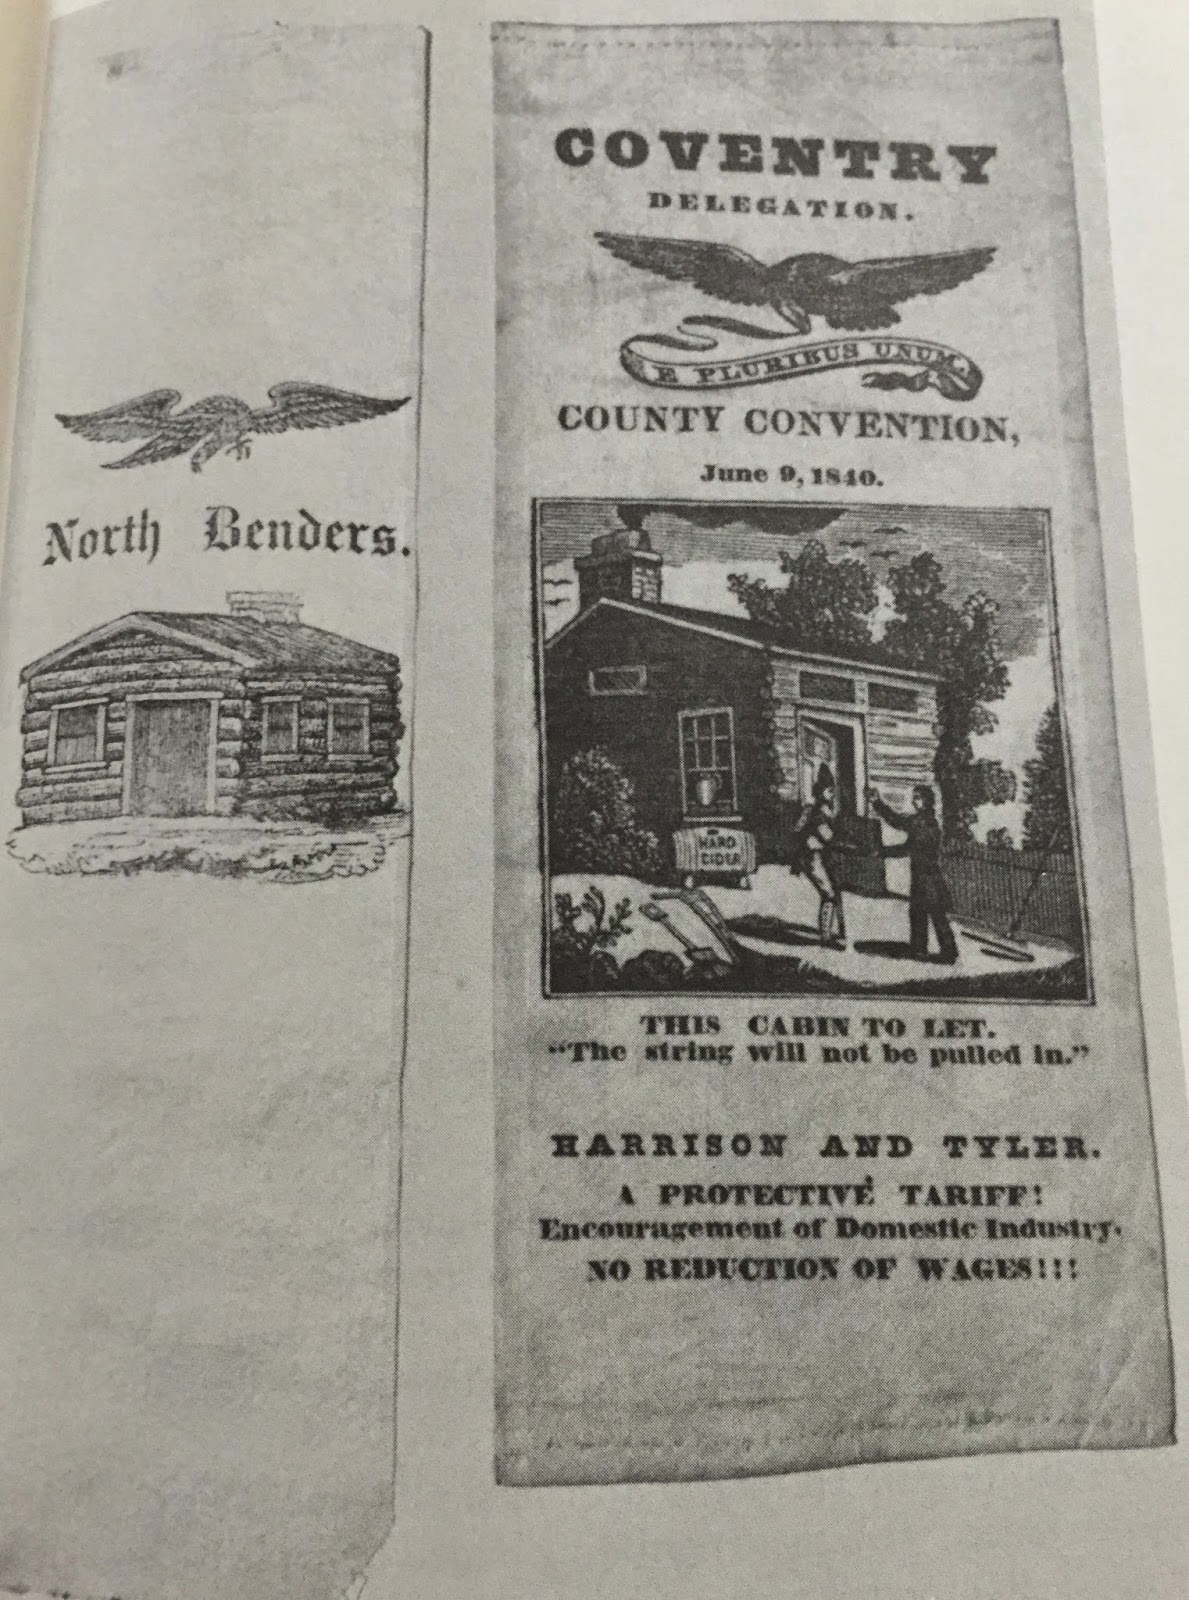 North Benders.
COVENTRY
DELEGATION.
E PLURIBUS UNUM.
COUNTY CONVENTION,
June 9, 1840.
HARD
CIDER
THIS CABIN TO LET.
"The string will not be pulled in."
HARRISON AND TYLER.
A PROTECTIVE TARIFF!
Encouragement of Domestic Industry.
NO REDUCTION OF WAGES!!!